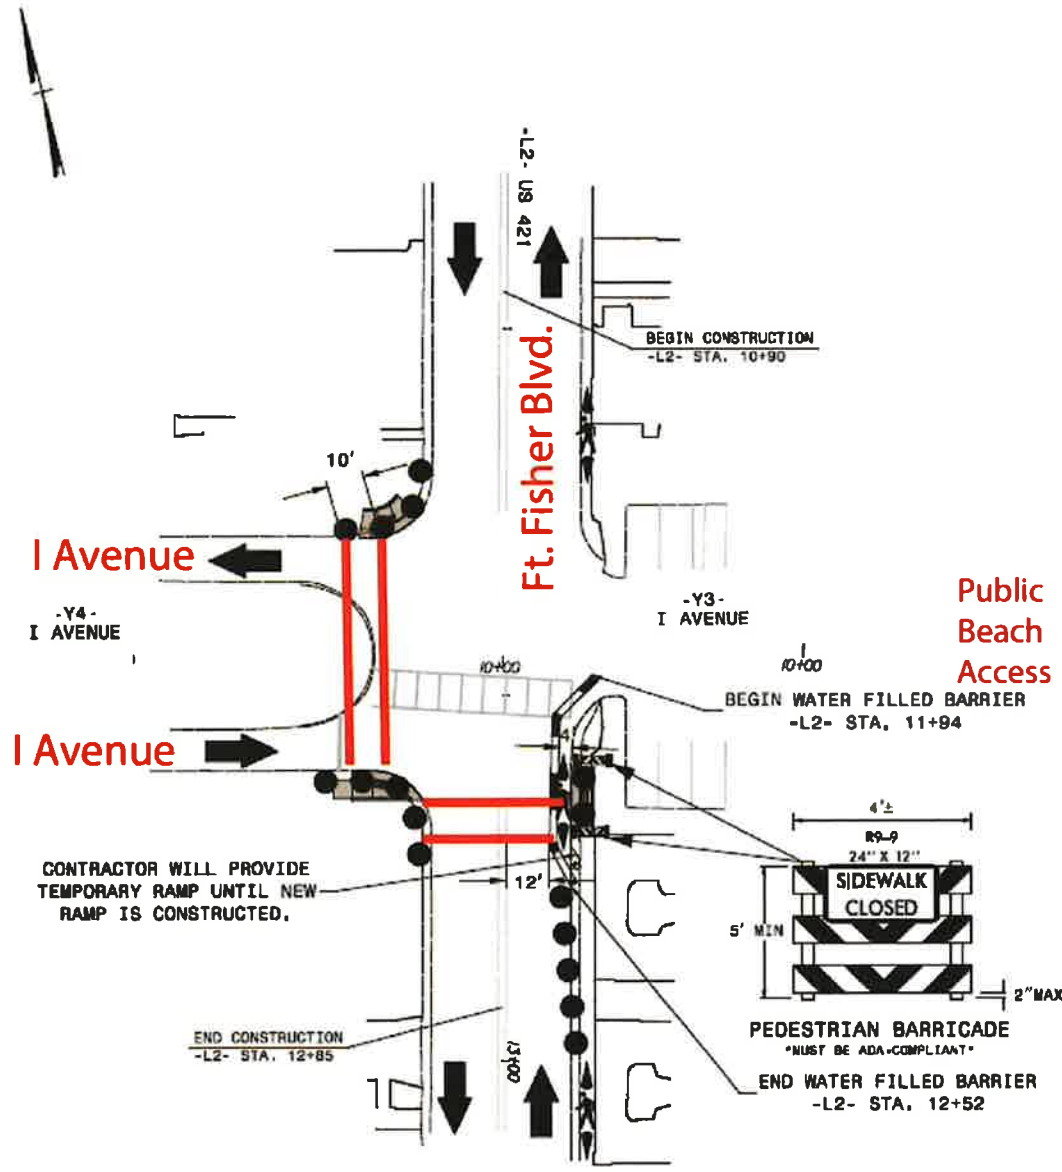 -L2- US 421
BEGIN CONSTRUCTION
-L2- STA. 10+90
Ft. Fisher Blvd.
10'
I Avenue
-Y4-
I AVENUE
-Y3-
I AVENUE
Public
Beach
Access
10+00
10+00
BEGIN WATER FILLED BARRIER
-L2- STA. 11+94
I Avenue
4'
4'±
R9-9
24" X 12"
SIDEWALK
CLOSED
5' MIN
2" MAX
CONTRACTOR WILL PROVIDE
TEMPORARY RAMP UNTIL NEW
RAMP IS CONSTRUCTED.
12'
PEDESTRIAN BARRICADE
*MUST BE ADA-COMPLIANT*
END CONSTRUCTION
-L2- STA. 12+85
13+00
END WATER FILLED BARRIER
-L2- STA. 12+52